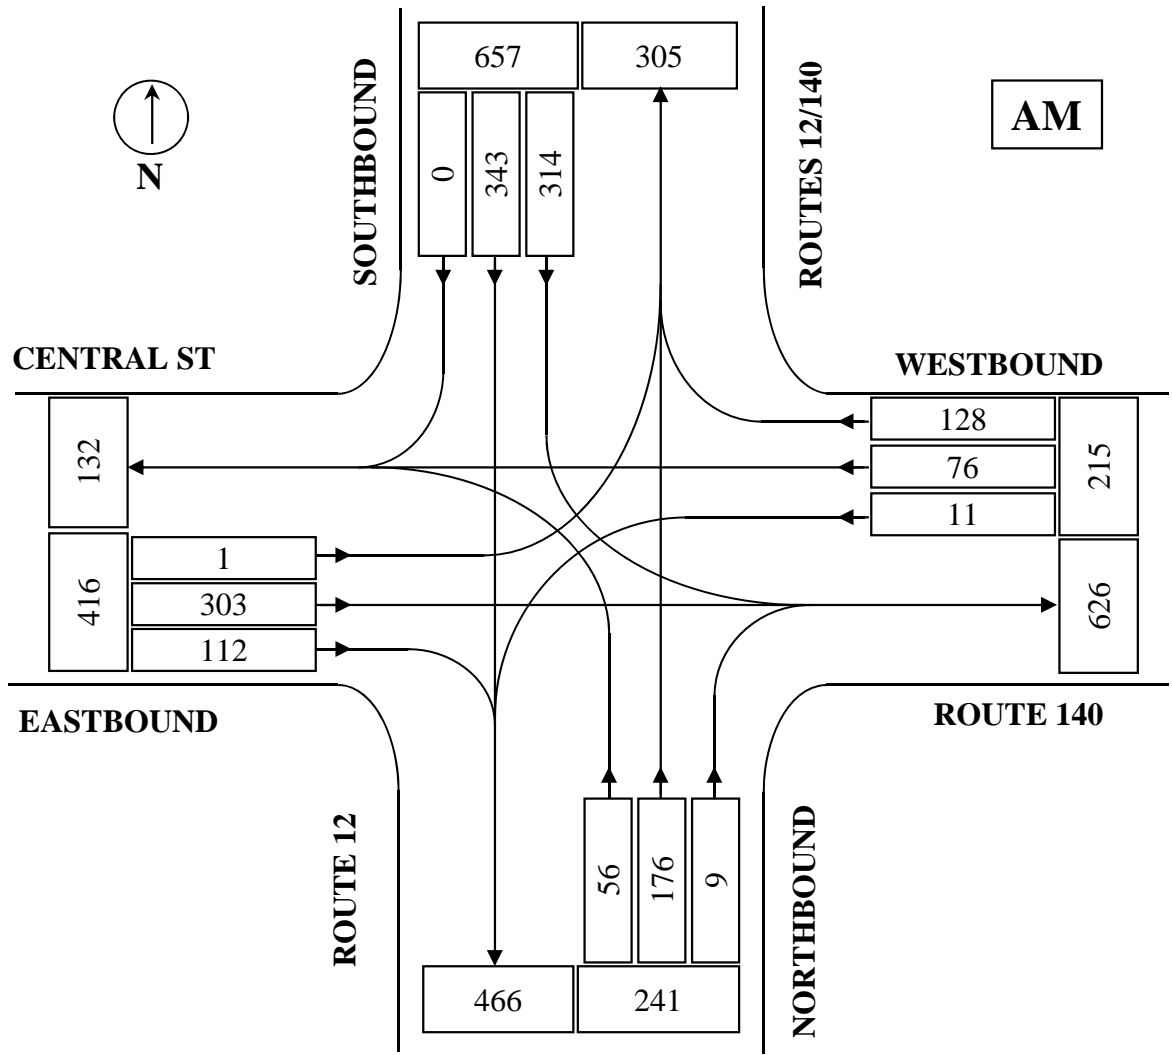 657
305
SOUTHBOUND
ROUTES 12/140
AM
N
0
343
314
CENTRAL ST
WESTBOUND
132
128
76
11
215
416
1
303
112
626
EASTBOUND
ROUTE 140
ROUTE 12
56
176
9
NORTHBOUND
466
241